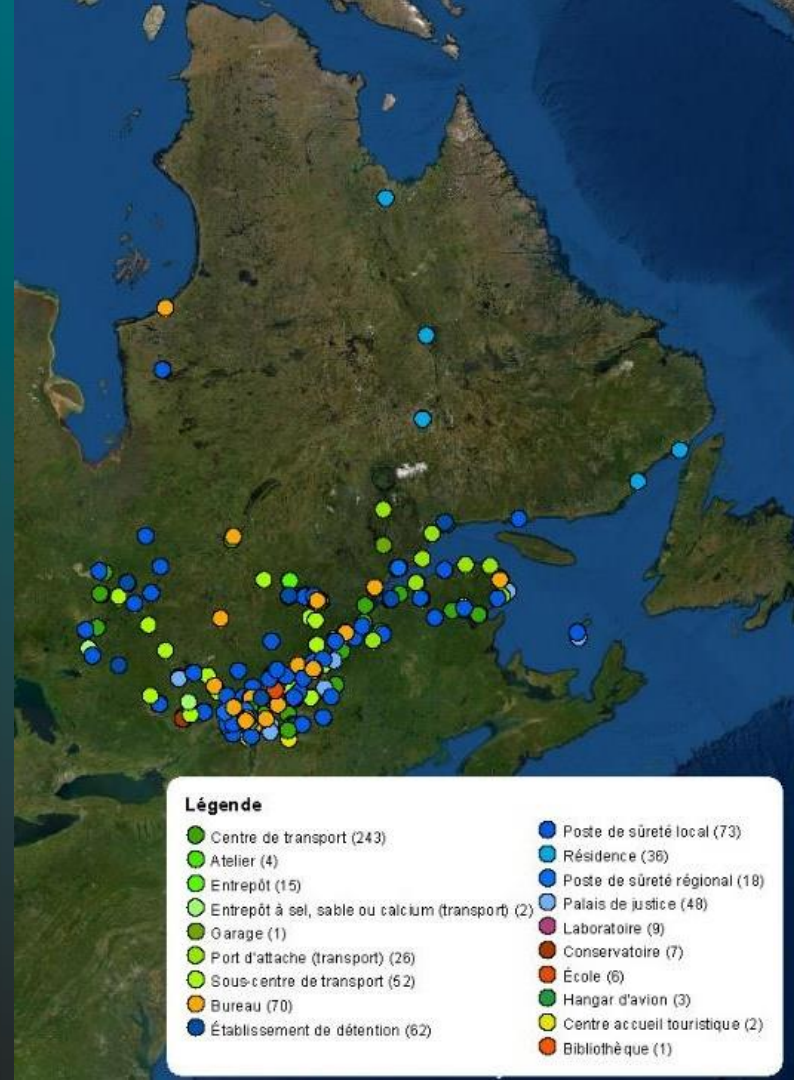 Légende
Centre de transport (243)
Atelier (4)
Entrepôt (15)
Entrepôt à sel, sable ou calcium (transport) (2)
Garage (1)
Port d'attache (transport) (26)
Sous-centre de transport (52)
Bureau (70)
Établissement de détention (62)
Poste de sûreté local (73)
Résidence (36)
Poste de sûreté régional (18)
Palais de justice (48)
Laboratoire (9)
Conservatoire (7)
École (6)
Hangar d'avion (3)
Centre accueil touristique (2)
Bibliothèque (1)